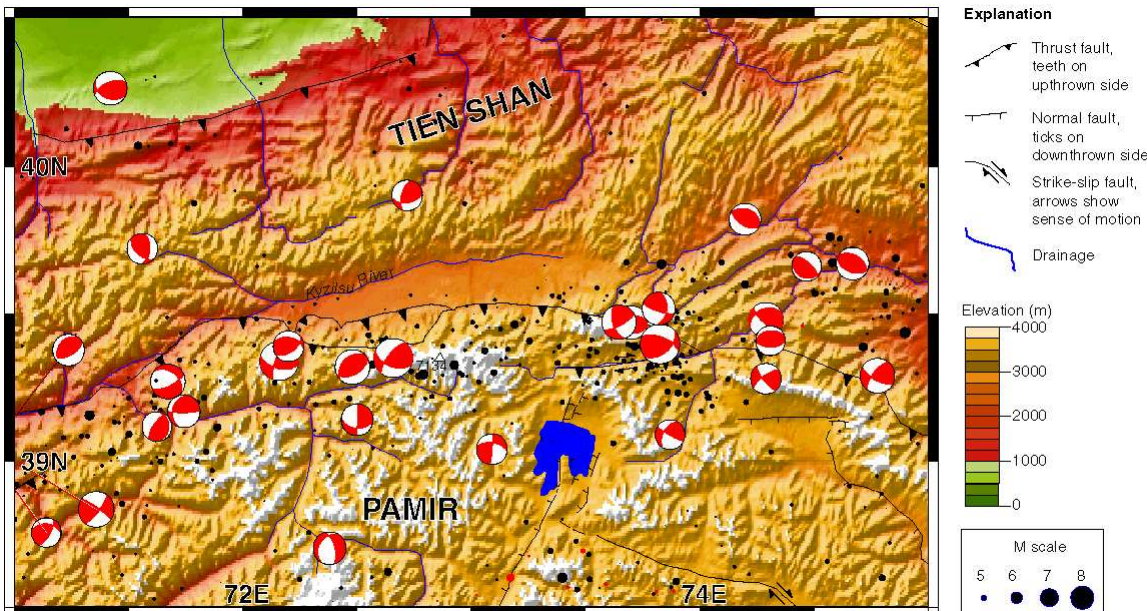 TIEN SHAN
40N
Kyzilsu River
7134
39N
PAMIR
72E
74E
Explanation
Thrust fault,
teeth on
upthrown side
Normal fault,
ticks on
downthrown side
Strike-slip fault,
arrows show
sense of motion
Drainage
Elevation (m)
4000
3000
2000
1000
0
M scale
5 6 7 8